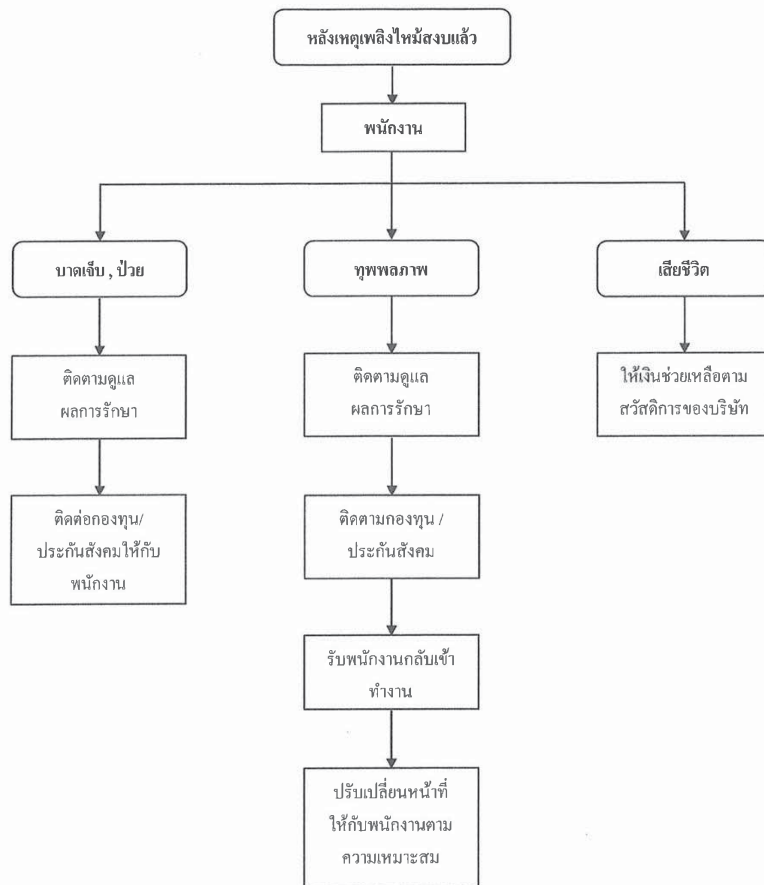 หลังเหตุเพลิงไหม้สงบแล้ว
พนักงาน
บาดเจ็บ , ป่วย
ทุพพลภาพ
เสียชีวิต
ติดตามดูแล
ผลการรักษา
ติดตามดูแล
ผลการรักษา
ให้เงินช่วยเหลือตาม
สวัสดิการของบริษัท
ติดต่อกองทุน/
ประกันสังคมให้กับ
พนักงาน
ติดตามกองทุน /
ประกันสังคม
รับพนักงานกลับเข้า
ทำงาน
ปรับเปลี่ยนหน้าที่
ให้กับพนักงานตาม
ความเหมาะสม